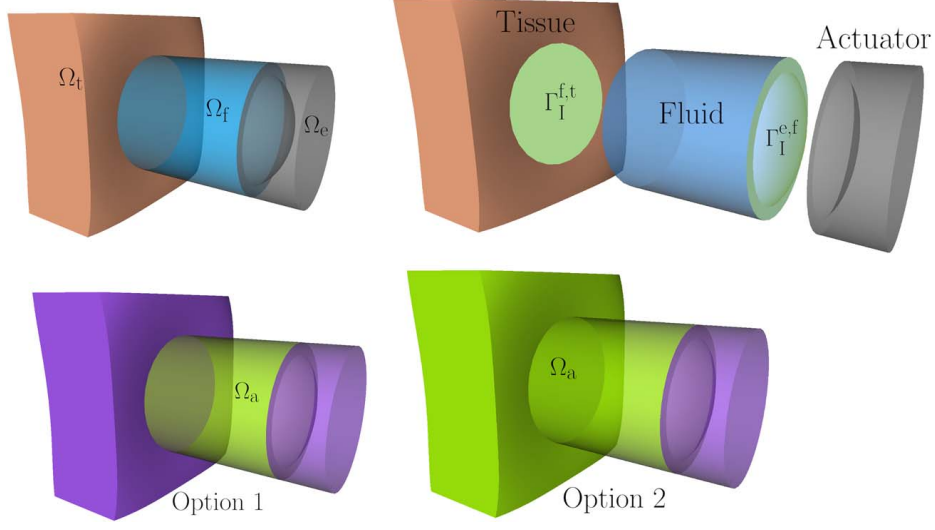 Ω_t
Ω_f
Ω_e
Tissue
Γ_I^{f,t}
Fluid
Γ_I^{e,f}
Actuator
Ω_a
Option 1
Ω_a
Option 2